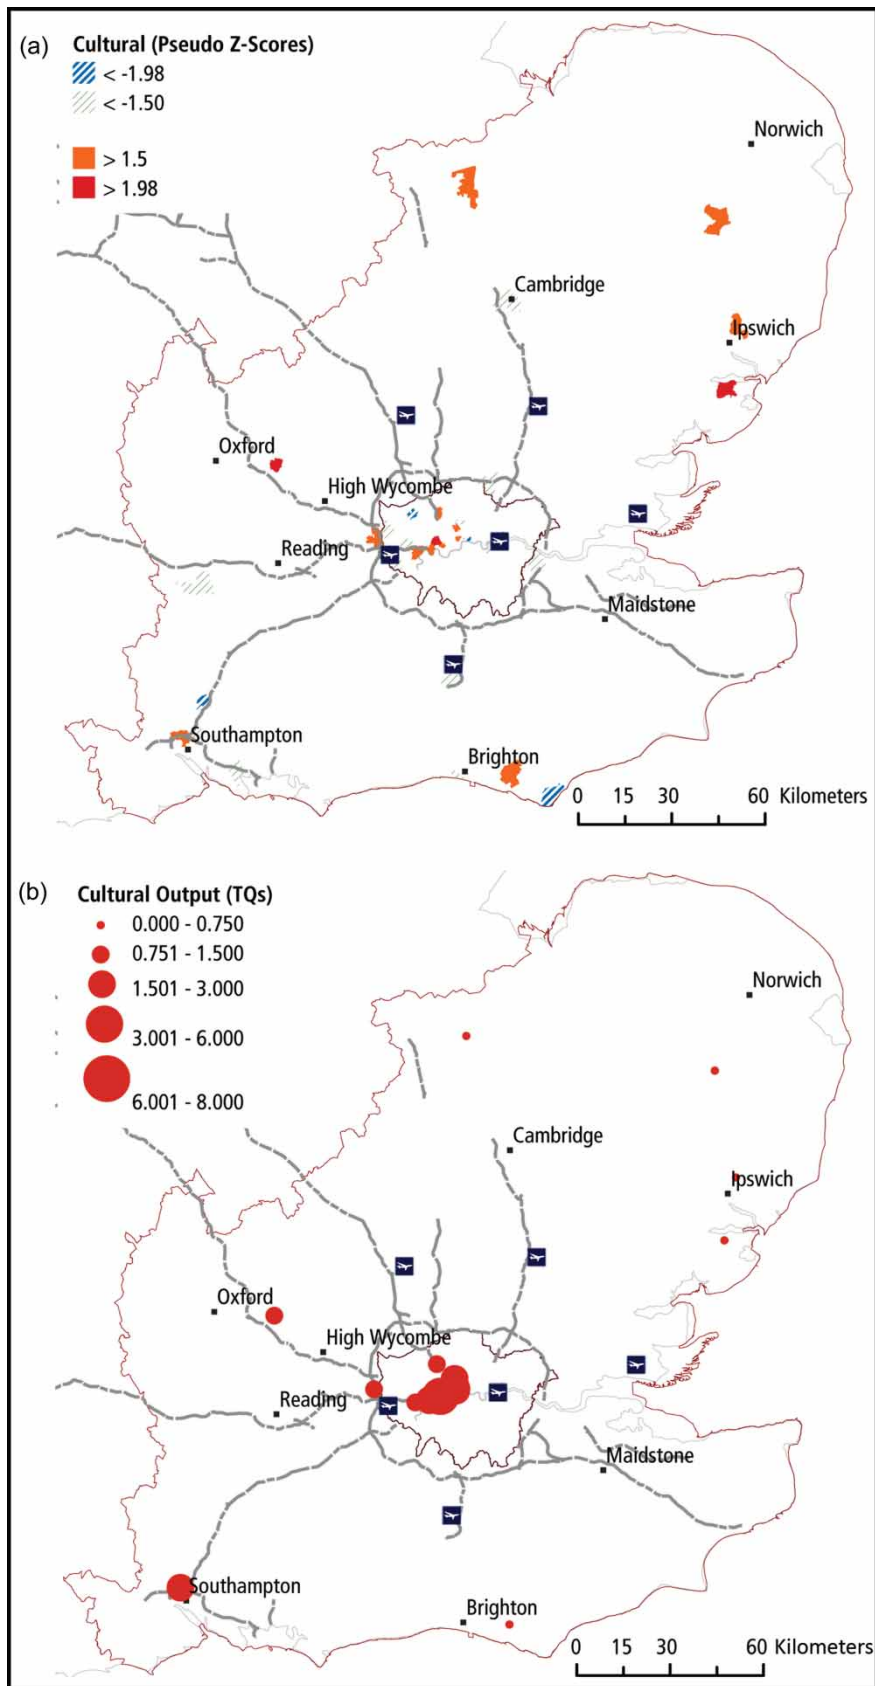 (a)
Cultural (Pseudo Z-Scores)
< -1.98
< -1.50
> 1.5
> 1.98
Norwich
Cambridge
Ipswich
Oxford
High Wycombe
Reading
Maidstone
Southampton
Brighton
0 15 30 60 Kilometers
(b)
Cultural Output (TQs)
0.000 - 0.750
0.751 - 1.500
1.501 - 3.000
3.001 - 6.000
6.001 - 8.000
Norwich
Cambridge
Ipswich
Oxford
High Wycombe
Reading
Maidstone
Southampton
Brighton
0 15 30 60 Kilometers